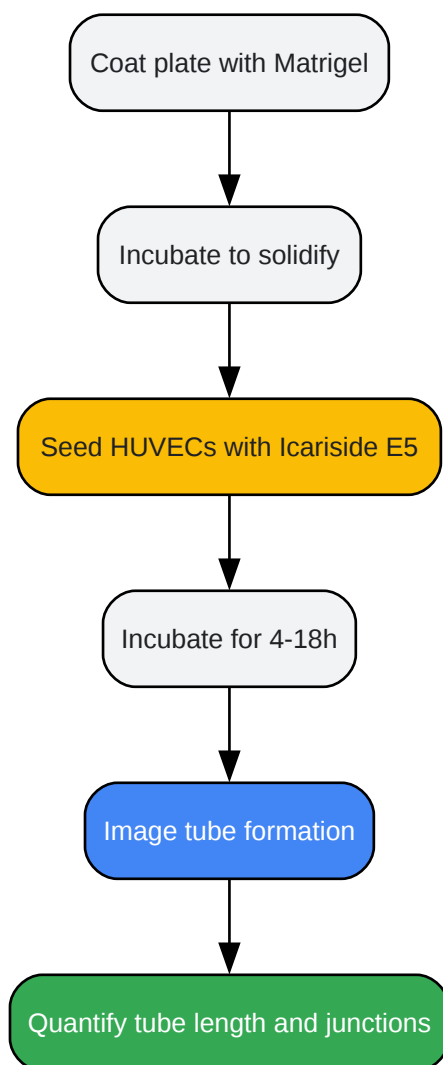 Coat plate with Matrigel
Incubate to solidify
Seed HUVECs with Icariside E5
Incubate for 4-18h
Image tube formation
Quantify tube length and junctions